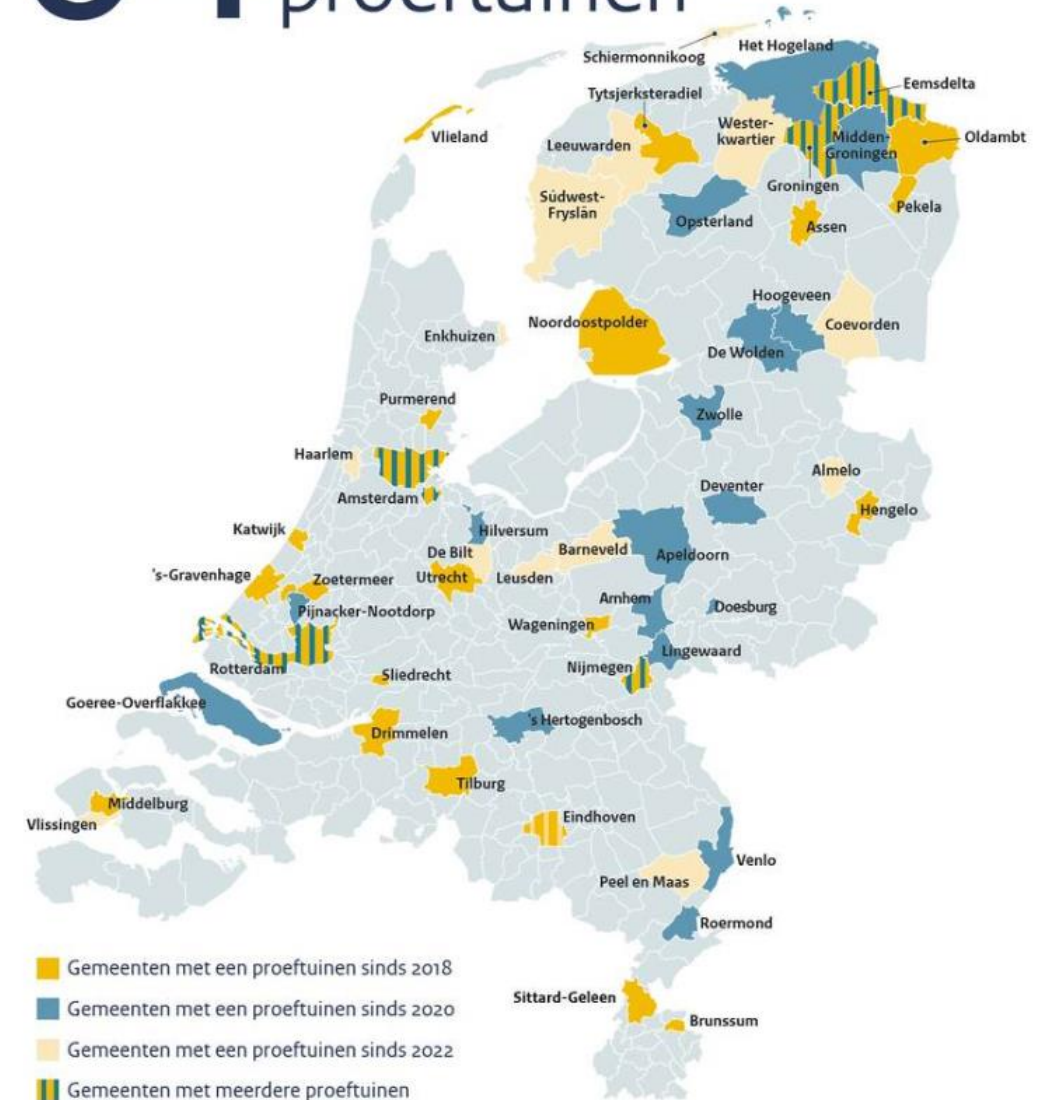 proeftuinen
Schiermonnikoog
Het Hogeland
Tytsjerksteradiel
Eemsdelta
Vlieland
Leeuwarden
Wester-
kwartier
Midden-
Groningen
Oldambt
Groningen
Súdwest-
Fryslân
Opsterland
Pekela
Assen
Hoogeveen
Noordoostpolder
Coevorden
Enkhuizen
De Wolden
Purmerend
Zwolle
Haarlem
Almelo
Amsterdam
Deventer
Hengelo
Katwijk
Hilversum
De Bilt
Barneveld
Apeldoorn
's-Gravenhage
Zoetermeer
Utrecht
Leusden
Arnhem
Doesburg
Pijnacker-Nootdorp
Wageningen
Lingewaard
Rotterdam
Nijmegen
Sliedrecht
Goeree-Overflakkee
's Hertogenbosch
Drimmelen
Tilburg
Middelburg
Eindhoven
Vlissingen
Venlo
Peel en Maas
Roermond
Gemeenten met een proeftuinen sinds 2018
Sittard-Geleen
Gemeenten met een proeftuinen sinds 2020
Brunssum
Gemeenten met een proeftuinen sinds 2022
Gemeenten met meerdere proeftuinen